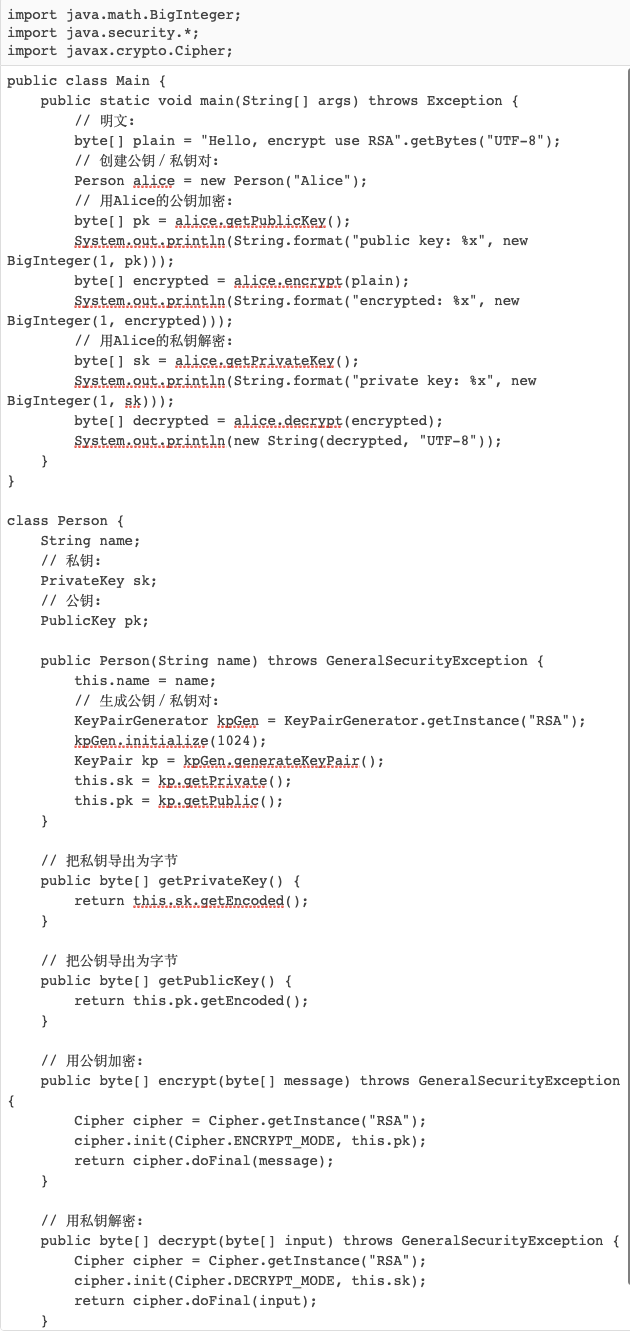 import java.math.BigInteger;
import java.security.*;
import javax.crypto.Cipher;
public class Main {
    public static void main(String[] args) throws Exception {
        // 明文:
        byte[] plain = "Hello, encrypt use RSA".getBytes("UTF-8");
        // 创建公钥／私钥对:
        Person alice = new Person("Alice");
        // 用Alice的公钥加密:
        byte[] pk = alice.getPublicKey();
        System.out.println(String.format("public key: %x", new
BigInteger(1, pk)));
        byte[] encrypted = alice.encrypt(plain);
        System.out.println(String.format("encrypted: %x", new
BigInteger(1, encrypted)));
        // 用Alice的私钥解密:
        byte[] sk = alice.getPrivateKey();
        System.out.println(String.format("private key: %x", new
BigInteger(1, sk)));
        byte[] decrypted = alice.decrypt(encrypted);
        System.out.println(new String(decrypted, "UTF-8"));
    }
}

class Person {
    String name;
    // 私钥:
    PrivateKey sk;
    // 公钥:
    PublicKey pk;

    public Person(String name) throws GeneralSecurityException {
        this.name = name;
        // 生成公钥／私钥对:
        KeyPairGenerator kpGen = KeyPairGenerator.getInstance("RSA");
        kpGen.initialize(1024);
        KeyPair kp = kpGen.generateKeyPair();
        this.sk = kp.getPrivate();
        this.pk = kp.getPublic();
    }

    // 把私钥导出为字节
    public byte[] getPrivateKey() {
        return this.sk.getEncoded();
    }

    // 把公钥导出为字节
    public byte[] getPublicKey() {
        return this.pk.getEncoded();
    }

    // 用公钥加密:
    public byte[] encrypt(byte[] message) throws GeneralSecurityException
{
        Cipher cipher = Cipher.getInstance("RSA");
        cipher.init(Cipher.ENCRYPT_MODE, this.pk);
        return cipher.doFinal(message);
    }

    // 用私钥解密:
    public byte[] decrypt(byte[] input) throws GeneralSecurityException {
        Cipher cipher = Cipher.getInstance("RSA");
        cipher.init(Cipher.DECRYPT_MODE, this.sk);
        return cipher.doFinal(input);
    }